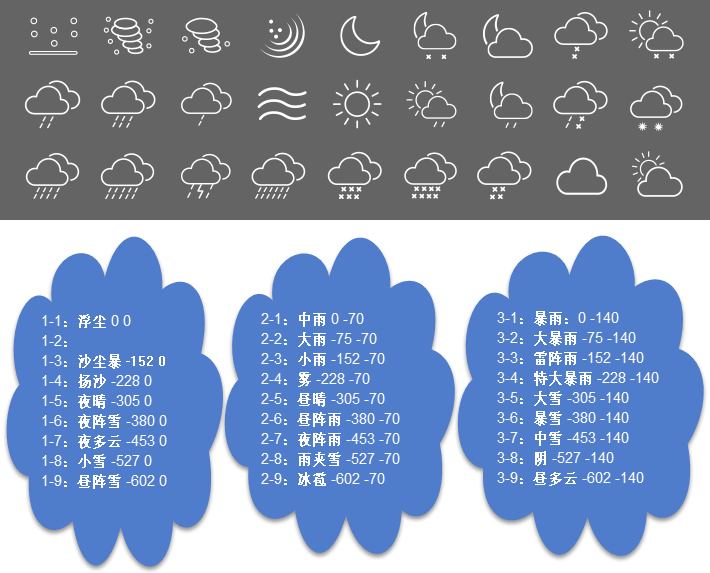 1-1：浮尘 0 0
1-2：
1-3：沙尘暴 -152 0
1-4：扬沙 -228 0
1-5：夜晴 -305 0
1-6：夜阵雪 -380 0
1-7：夜多云 -453 0
1-8：小雪 -527 0
1-9：昼阵雪 -602 0
2-1：中雨 0 -70
2-2：大雨 -75 -70
2-3：小雨 -152 -70
2-4：雾 -228 -70
2-5：昼晴 -305 -70
2-6：昼阵雨 -380 -70
2-7：夜阵雨 -453 -70
2-8：雨夹雪 -527 -70
2-9：冰雹 -602 -70
3-1：暴雨：0 -140
3-2：大暴雨 -75 -140
3-3：雷阵雨 -152 -140
3-4：特大暴雨 -228 -140
3-5：大雪 -305 -140
3-6：暴雪 -380 -140
3-7：中雪 -453 -140
3-8：阴 -527 -140
3-9：昼多云 -602 -140